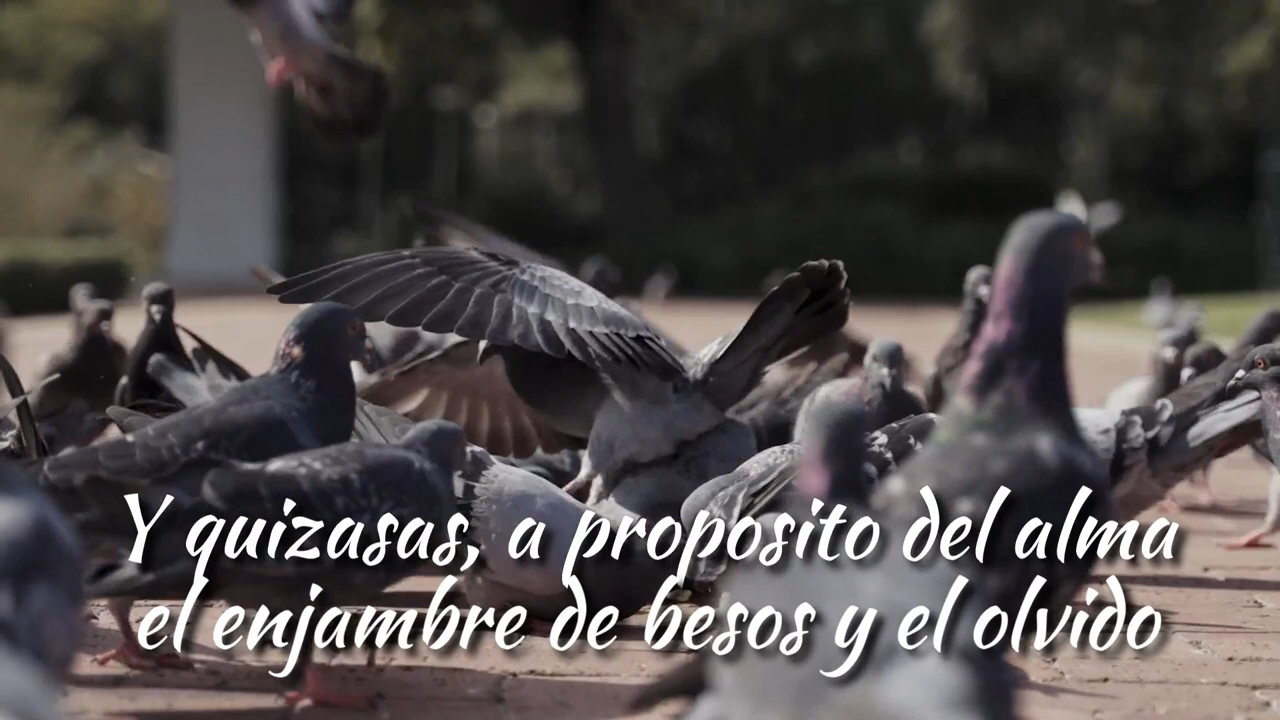 Y quizasas, a proposito del alma
el enjambre de besos y el olvido